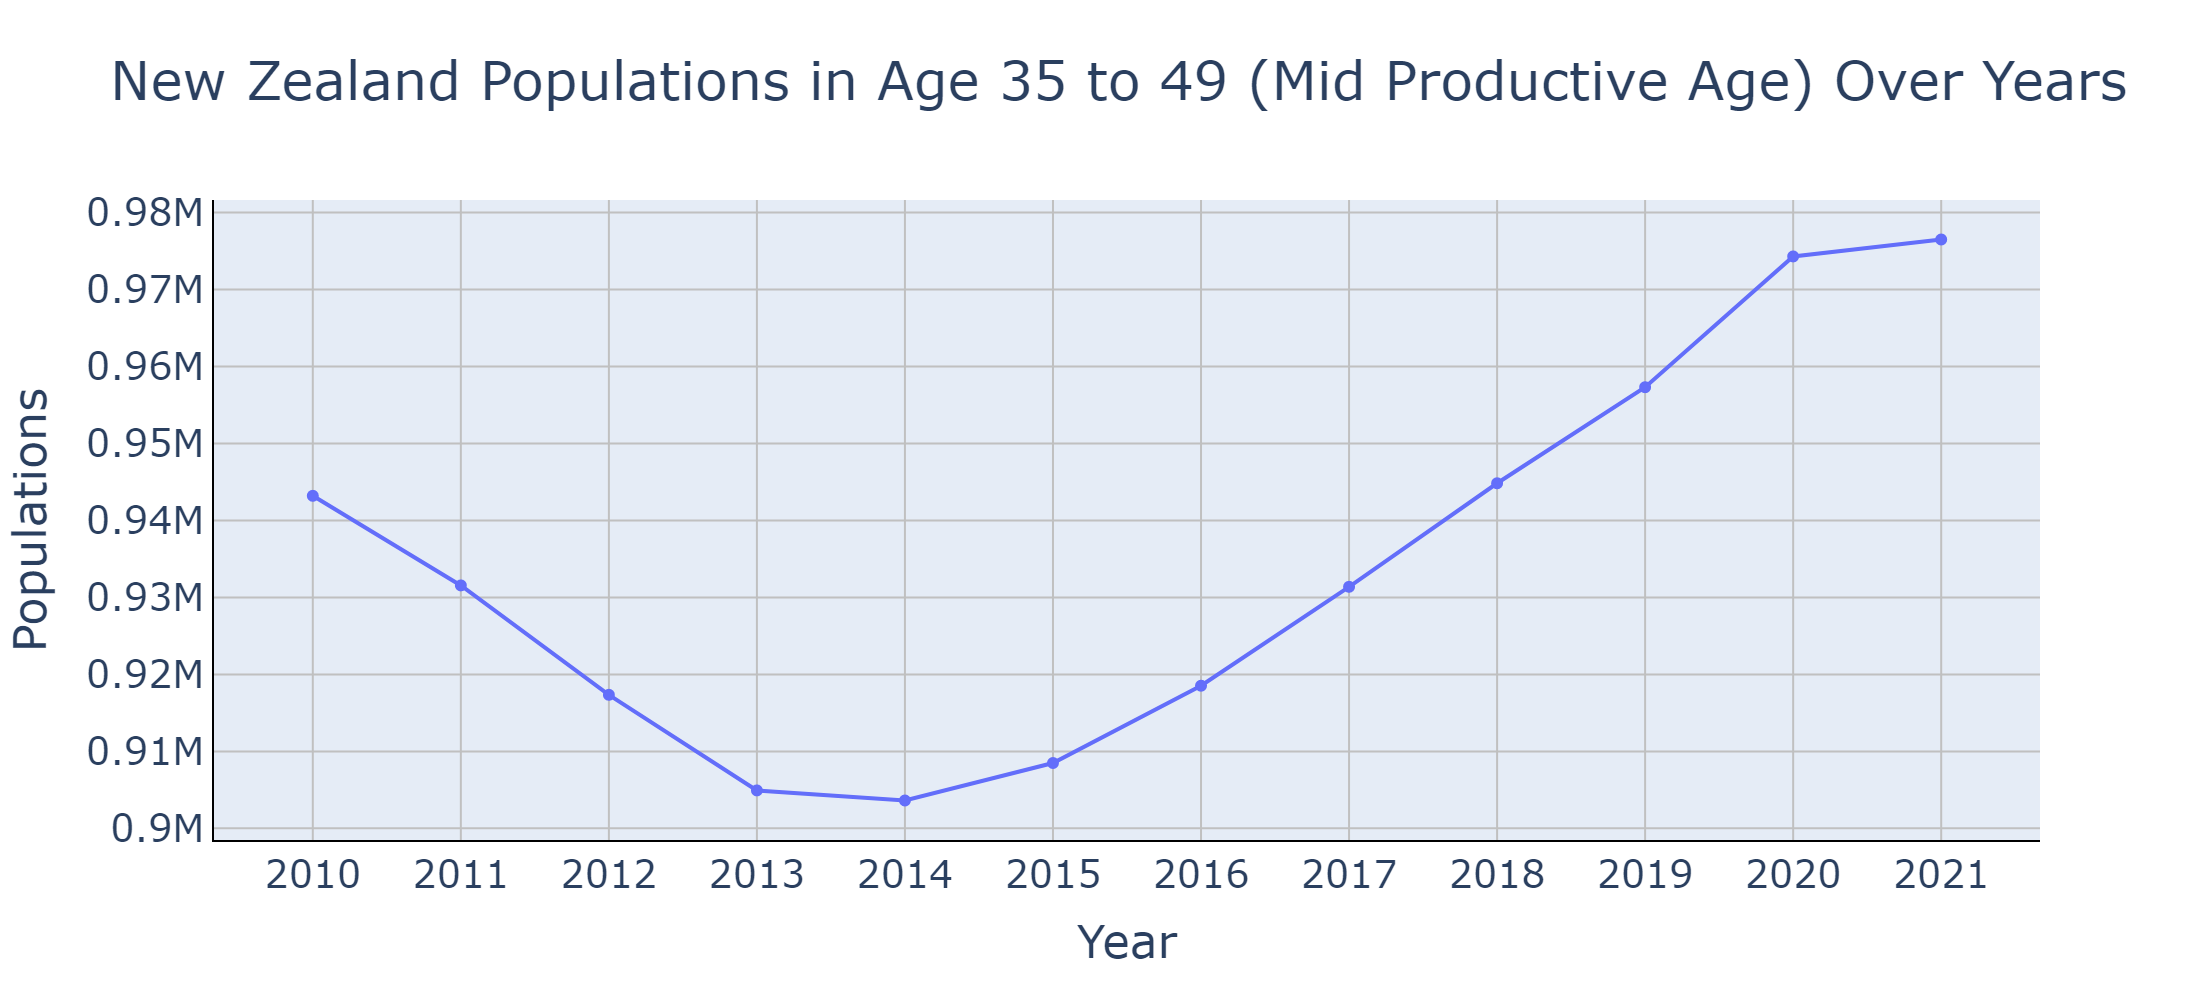 New Zealand Populations in Age 35 to 49 (Mid Productive Age) Over Years
0.98M
0.97M
0.96M
0.95M
0.94M
0.93M
0.92M
0.91M
0.9M
Populations
2010 2011 2012 2013 2014 2015 2016 2017 2018 2019 2020 2021
Year